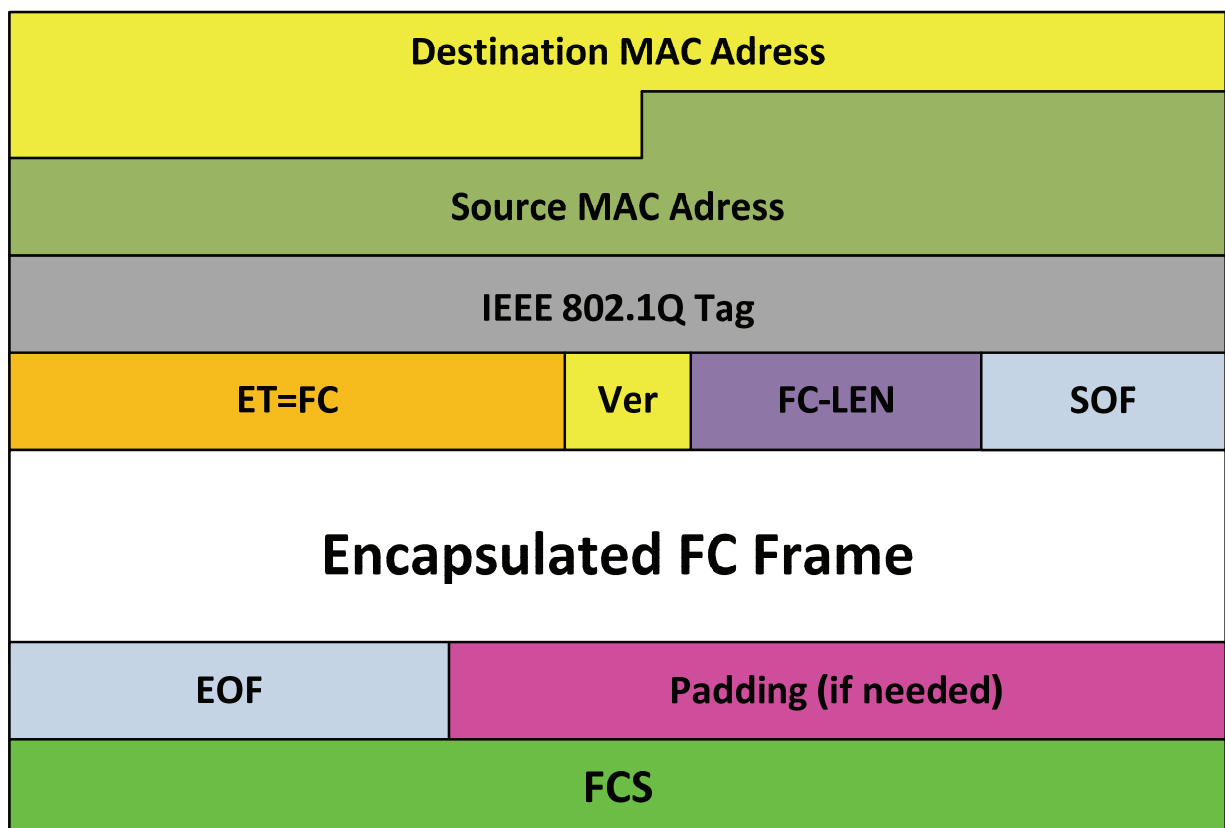 Destination MAC Adress
Source MAC Adress
IEEE 802.1Q Tag
ET=FC Ver FC-LEN SOF
Encapsulated FC Frame
EOF Padding (if needed)
FCS